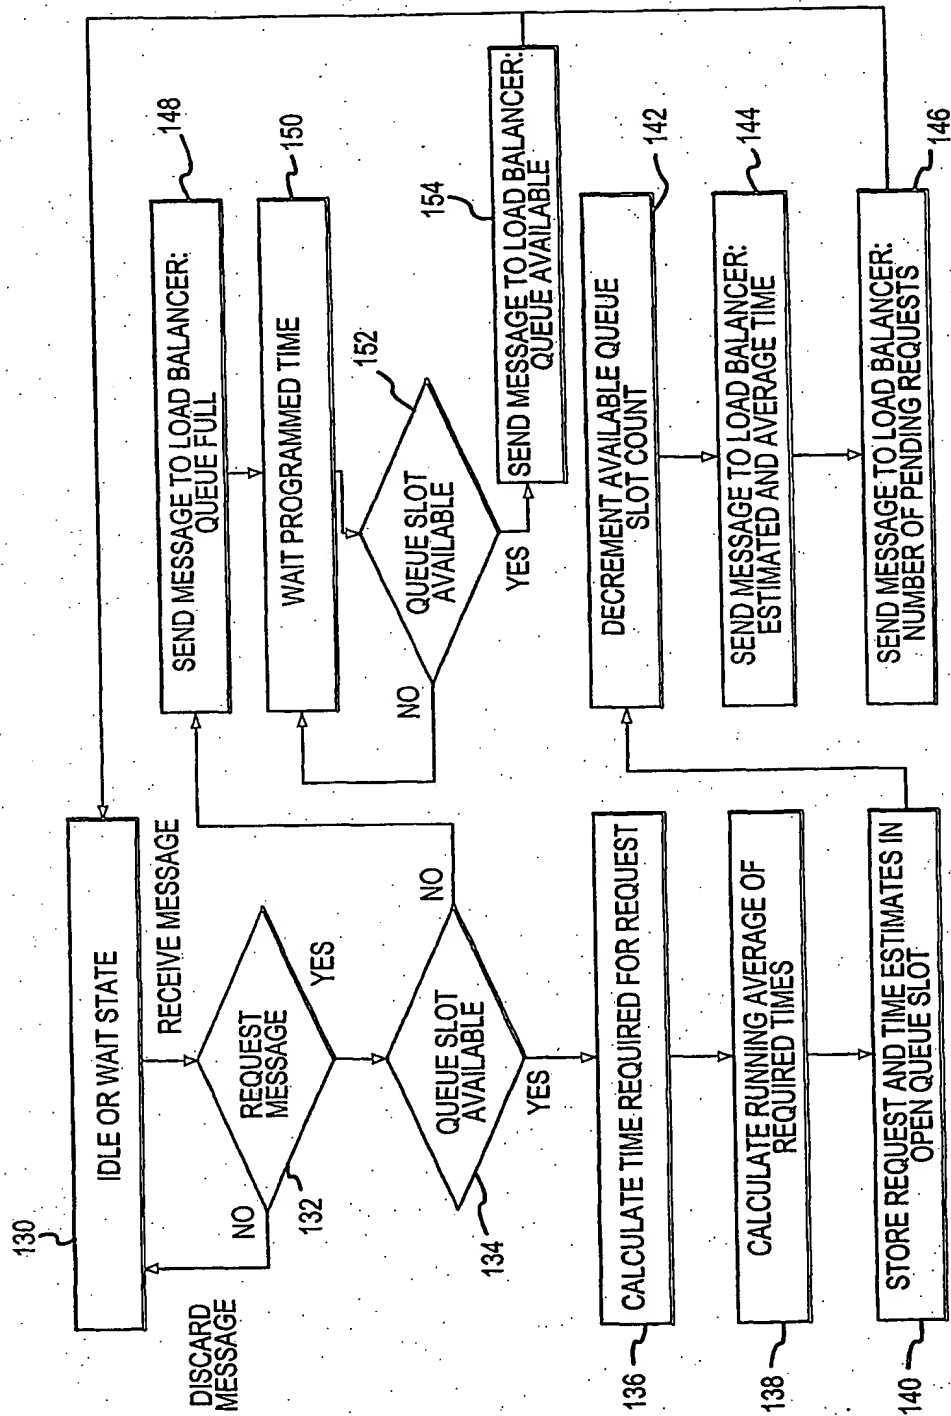 130
IDLE OR WAIT STATE
RECEIVE MESSAGE
DISCARD
MESSAGE
NO
REQUEST
MESSAGE
YES
132
QUEUE SLOT
AVAILABLE
NO
YES
134
CALCULATE TIME REQUIRED FOR REQUEST
136
CALCULATE RUNNING AVERAGE OF
REQUIRED TIMES
138
STORE REQUEST AND TIME ESTIMATES IN
OPEN QUEUE SLOT
140
SEND MESSAGE TO LOAD BALANCER:
QUEUE FULL
148
WAIT PROGRAMMED TIME
150
QUEUE SLOT
AVAILABLE
152
NO
YES
SEND MESSAGE TO LOAD BALANCER:
QUEUE AVAILABLE
154
DECREMENT AVAILABLE QUEUE
SLOT COUNT
142
SEND MESSAGE TO LOAD BALANCER:
ESTIMATED AND AVERAGE TIME
144
SEND MESSAGE TO LOAD BALANCER:
NUMBER OF PENDING REQUESTS
146